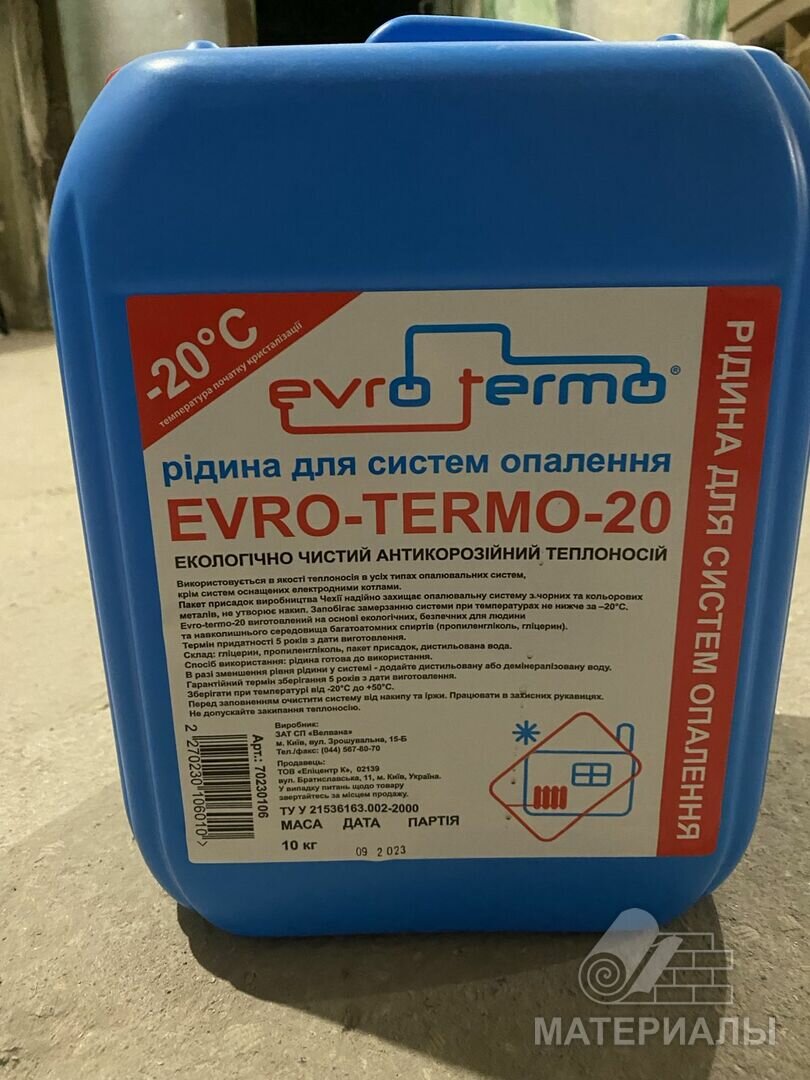 -20°C
температура початку кристалізації
evro termo®
рідина для систем опалення
EVRO-TERMO-20
ЕКОЛОГІЧНО ЧИСТИЙ АНТИКОРОЗІЙНИЙ ТЕПЛОНОСІЙ
Використовується в якості теплоносія в усіх типах опалювальних систем,
крім систем оснащених електродними котлами.
Пакет присадок виробництва Чехії надійно захищає опалювальну систему з.чорних та кольорових
металів, не утворює накип. Запобігає замерзанню системи при температурах не нижче за –20°С.
Evro-termo-20 виготовлений на основі екологічних, безпечних для людини
та навколишнього середовища багатоатомних спиртів (пропиленгліколь, гліцерин).
Термін придатності 5 років з дати виготовлення.
Склад: гліцерин, пропиленгліколь, пакет присадок, дистильована вода.
Спосіб використання: рідина готова до використання.
В разі зменшення рівня рідини у системі - додайте дистильовану або демінералізовану воду.
Гарантійний термін зберігання 5 років з дати виготовлення.
Зберігати при температурі від -20°С до +50°С.
Перед заповненням очистити систему від накипу та іржи. Працювати в захисних рукавицях.
Не допускайте закипання теплоносію.
Виробник:
ЗАТ СП «Велвана»
м. Київ, вул. Зрошувальна, 15-Б
Тел./факс: (044) 567-80-70
Продавець:
ТОВ «Епіцентр К», 02139
вул. Братиславська, 11, м. Київ, Україна.
У випадку питань щодо товару
звертайтесь за місцем продажу.
ТУ У 21536163.002-2000
МАСА ДАТА ПАРТІЯ
10 кг 09 2023
2 270230 106010 >
Арт.: 70230106
РІДИНА ДЛЯ СИСТЕМ ОПАЛЕННЯ
МАТЕРИАЛЫ